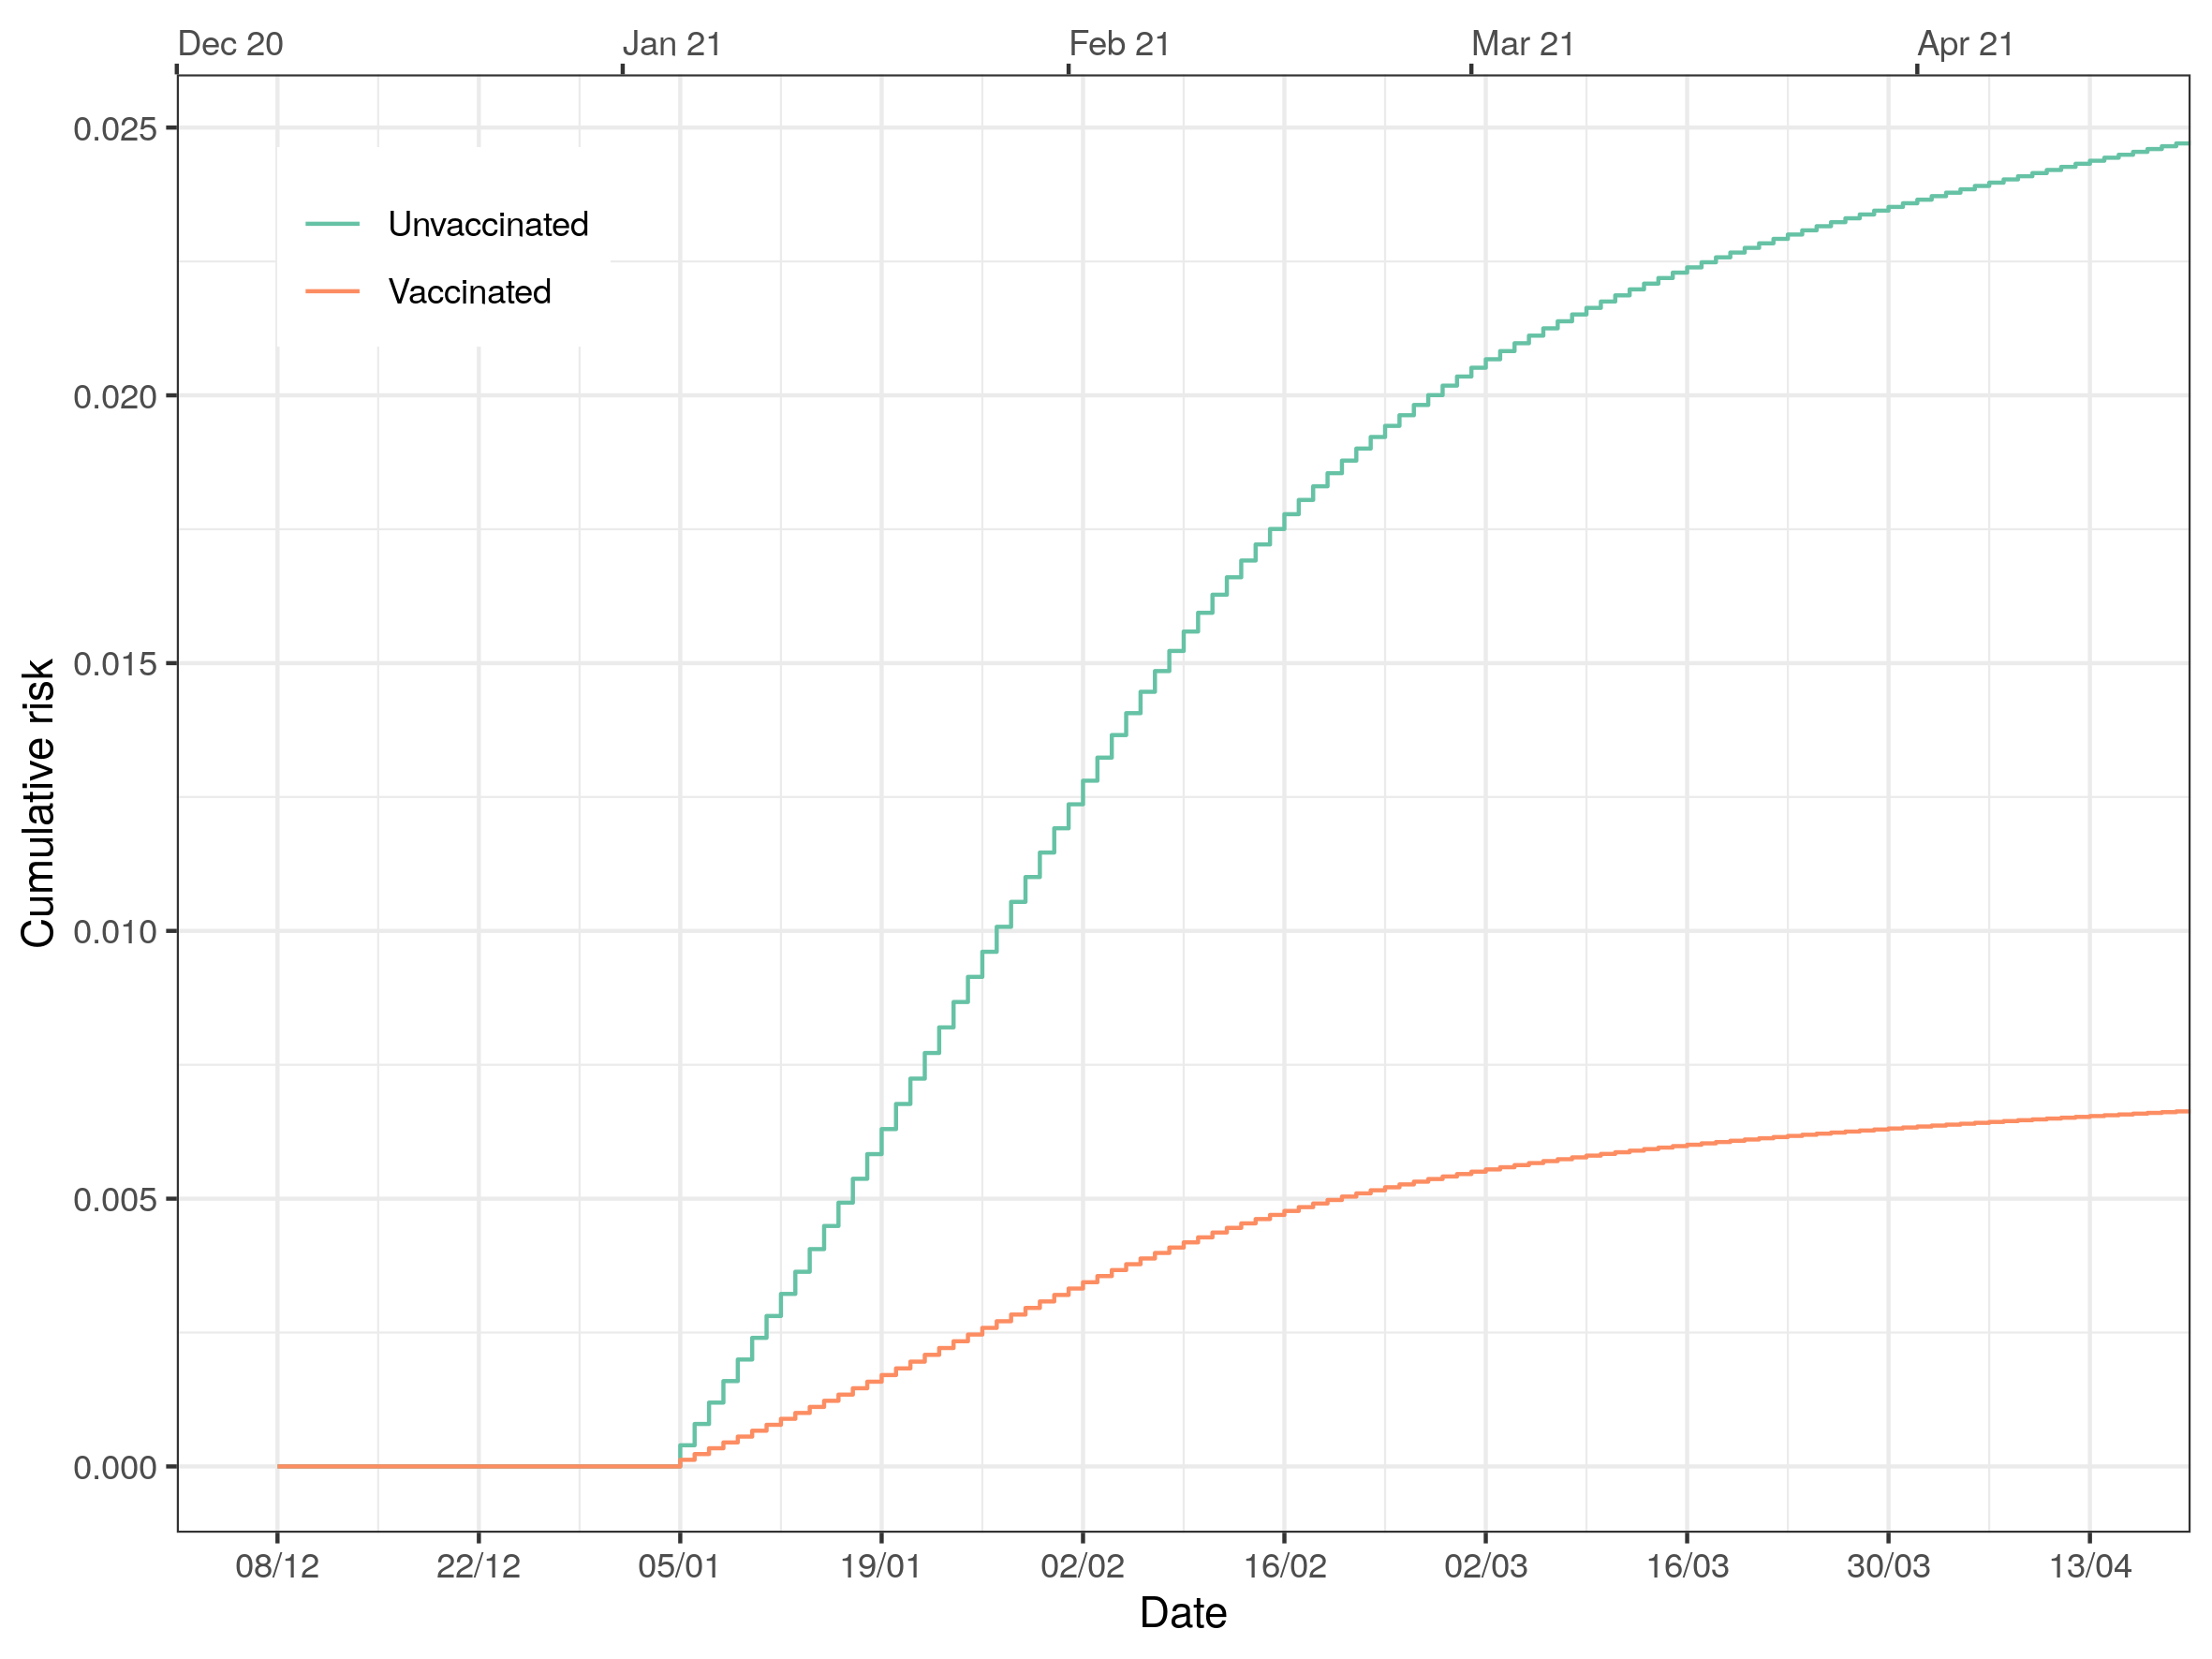 Dec 20 Jan 21 Feb 21 Mar 21 Apr 21
0.025
Unvaccinated
Vaccinated
0.020
0.015
0.010
0.005
0.000
Cumulative risk
08/12 22/12 05/01 19/01 02/02 16/02 02/03 16/03 30/03 13/04
Date